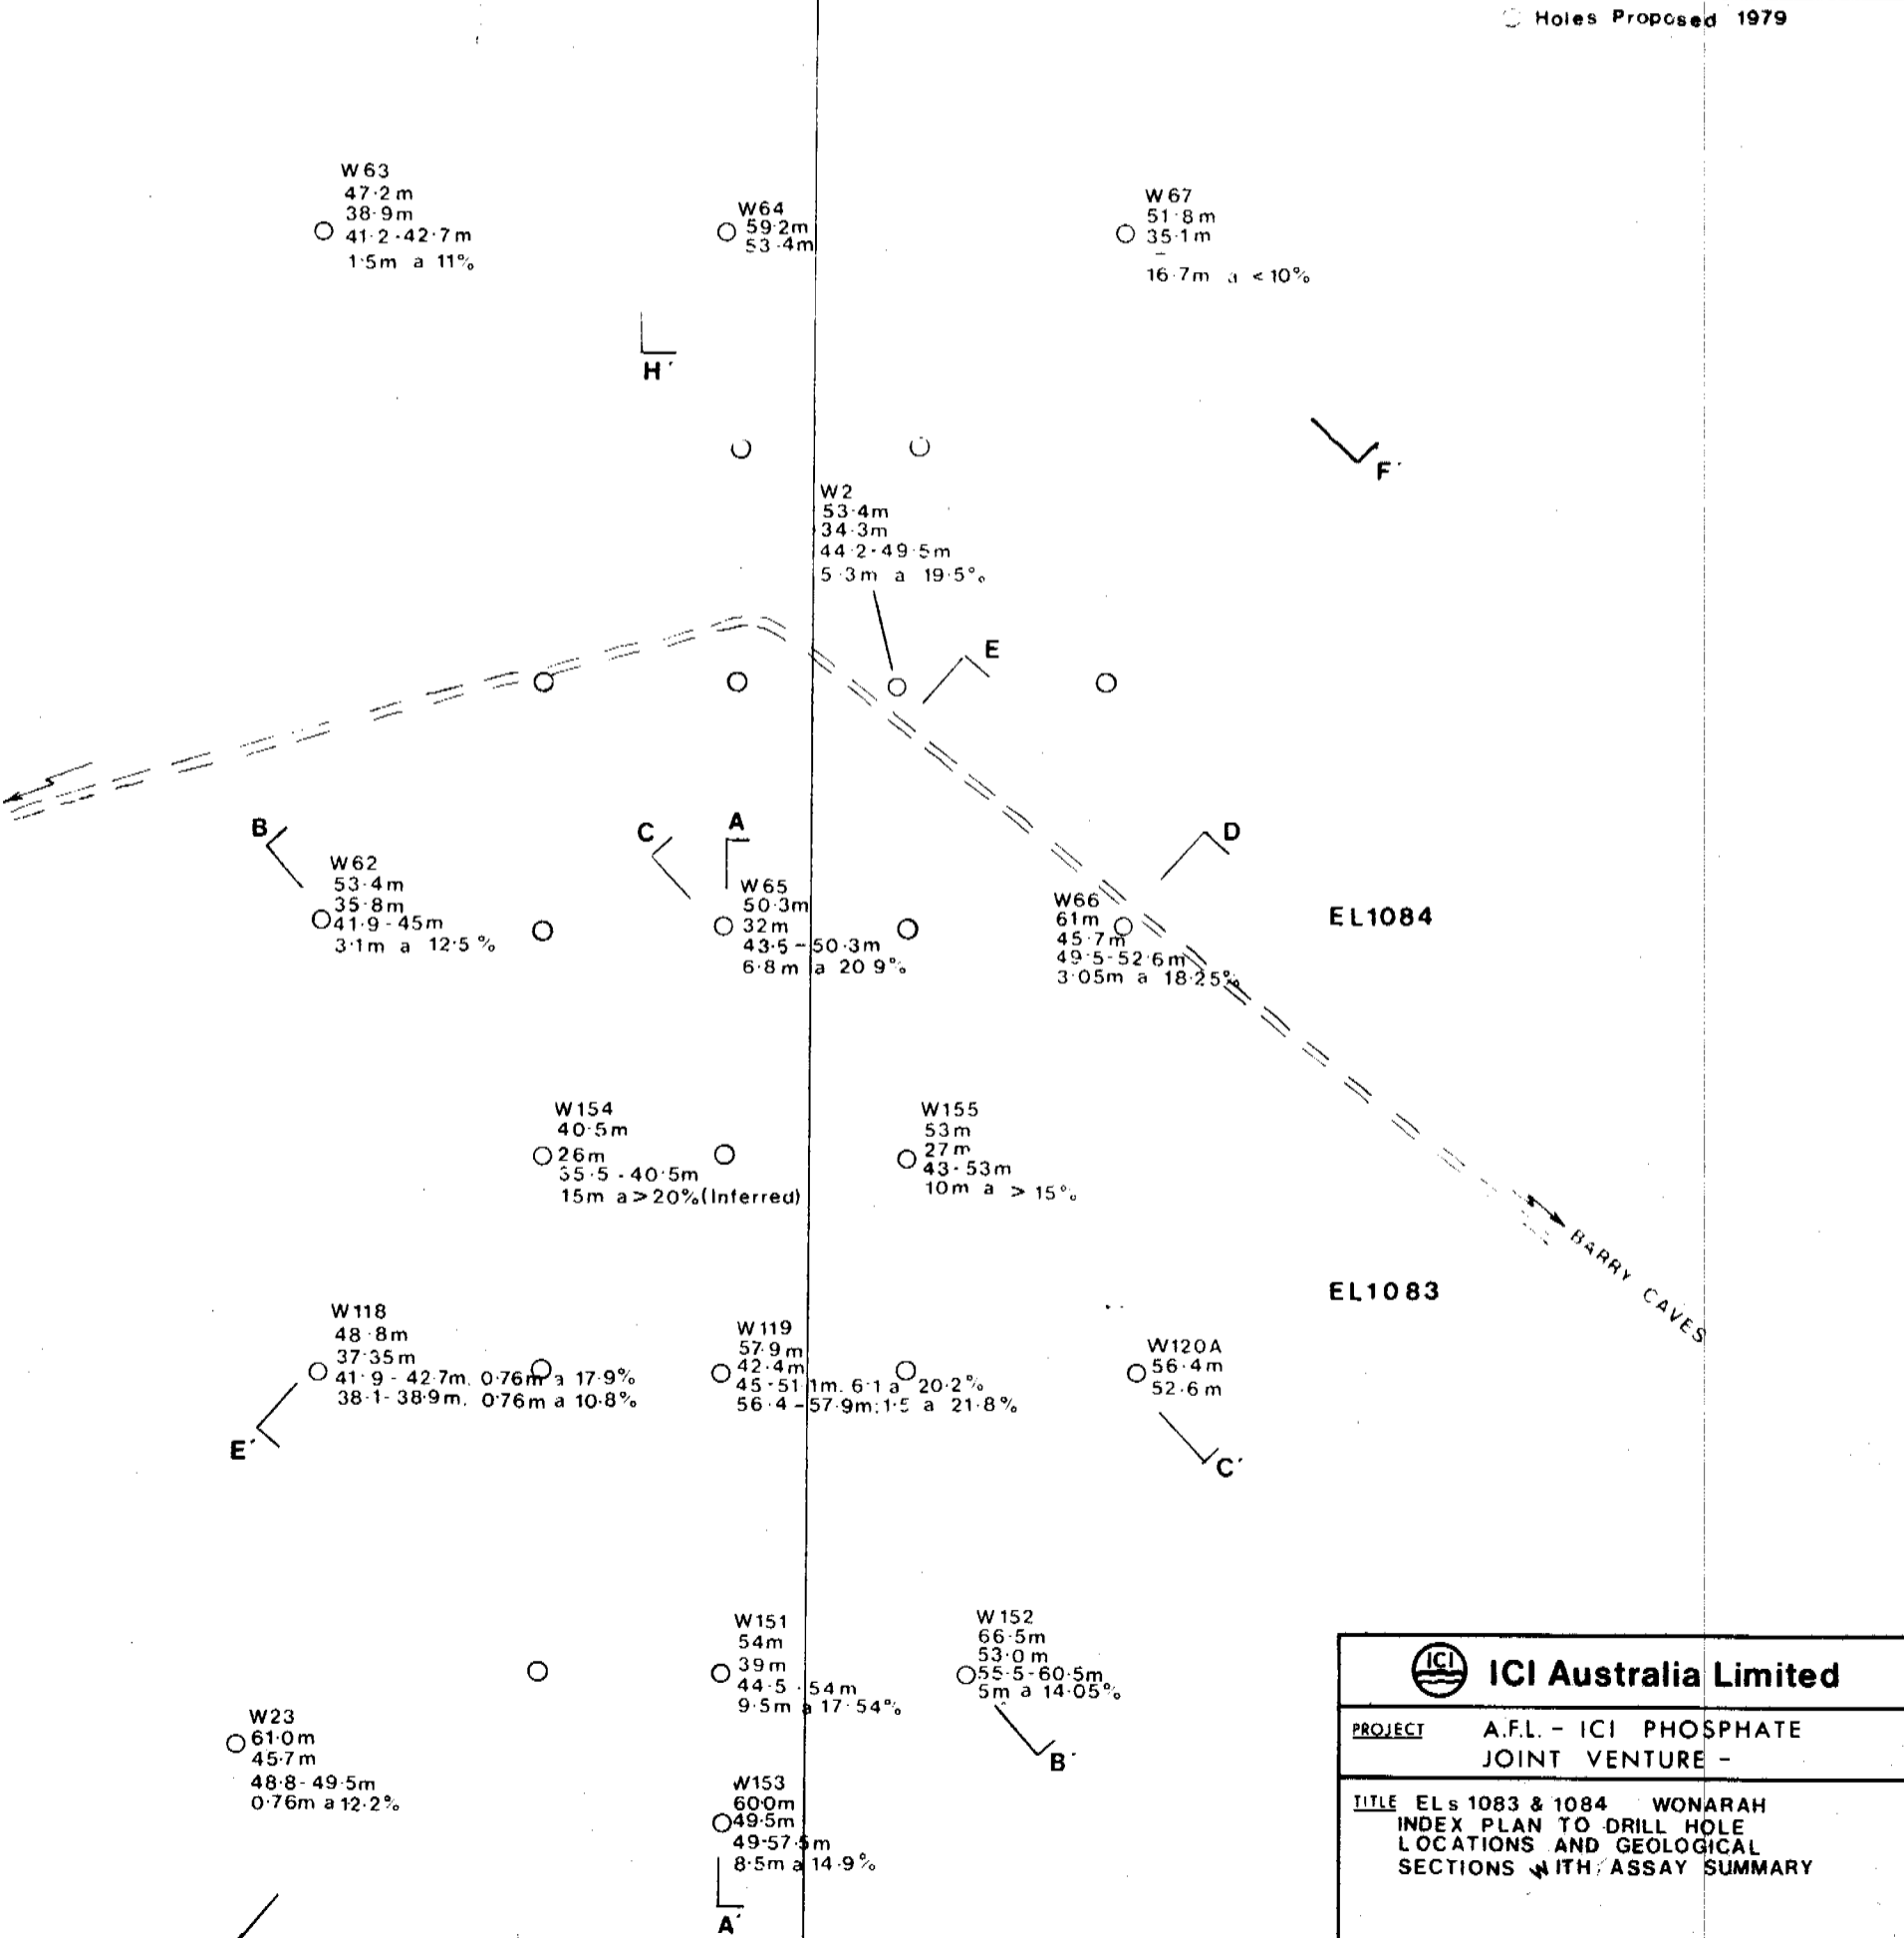 Holes Proposed 1979
W63
47·2m
38·9m
41·2-42·7m
1·5m a 11%
W64
59·2m
53·4m
W67
51·8m
35·1m
-
16·7m a <10%
H'
F'
W2
53·4m
34·3m
44·2-49·5m
5·3m a 19·5%
E
B
C
A
D
W62
53·4m
35·8m
41·9-45m
3·1m a 12·5%
W65
50·3m
32m
43·5-50·3m
6·8m a 20·9%
W66
61m
45·7m
49·5-52·6m
3·05m a 18·25%
EL1084
W154
40·5m
26m
35·5-40·5m
15m a >20% (Inferred)
W155
53m
27m
43-53m
10m a >15%
BARRY CAVES
EL1083
W118
48·8m
37·35m
41·9-42·7m. 0·76m a 17·9%
38·1-38·9m. 0·76m a 10·8%
W119
57·9m
42·4m
45-51·1m. 6·1 a 20·2%
56·4-57·9m; 1·5 a 21·8%
W120A
56·4m
52·6m
E'
C'
W151
54m
39m
44·5-54m
9·5m a 17·54%
W152
66·5m
53·0m
55·5-60·5m
5m a 14·05%
B'
W23
61·0m
45·7m
48·8-49·5m
0·76m a 12·2%
W153
60·0m
49·5m
49-57·5m
8·5m a 14·9%
A'
ICI ICI Australia Limited
PROJECT A.F.L. - ICI PHOSPHATE
JOINT VENTURE -
TITLE ELs 1083 & 1084 WONARAH
INDEX PLAN TO DRILL HOLE
LOCATIONS AND GEOLOGICAL
SECTIONS WITH ASSAY SUMMARY